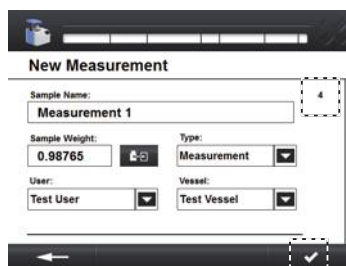 New Measurement
Sample Name:
4
Measurement 1
Sample Weight:
Type:
0.98765
Measurement
User:
Vessel:
Test User
Test Vessel